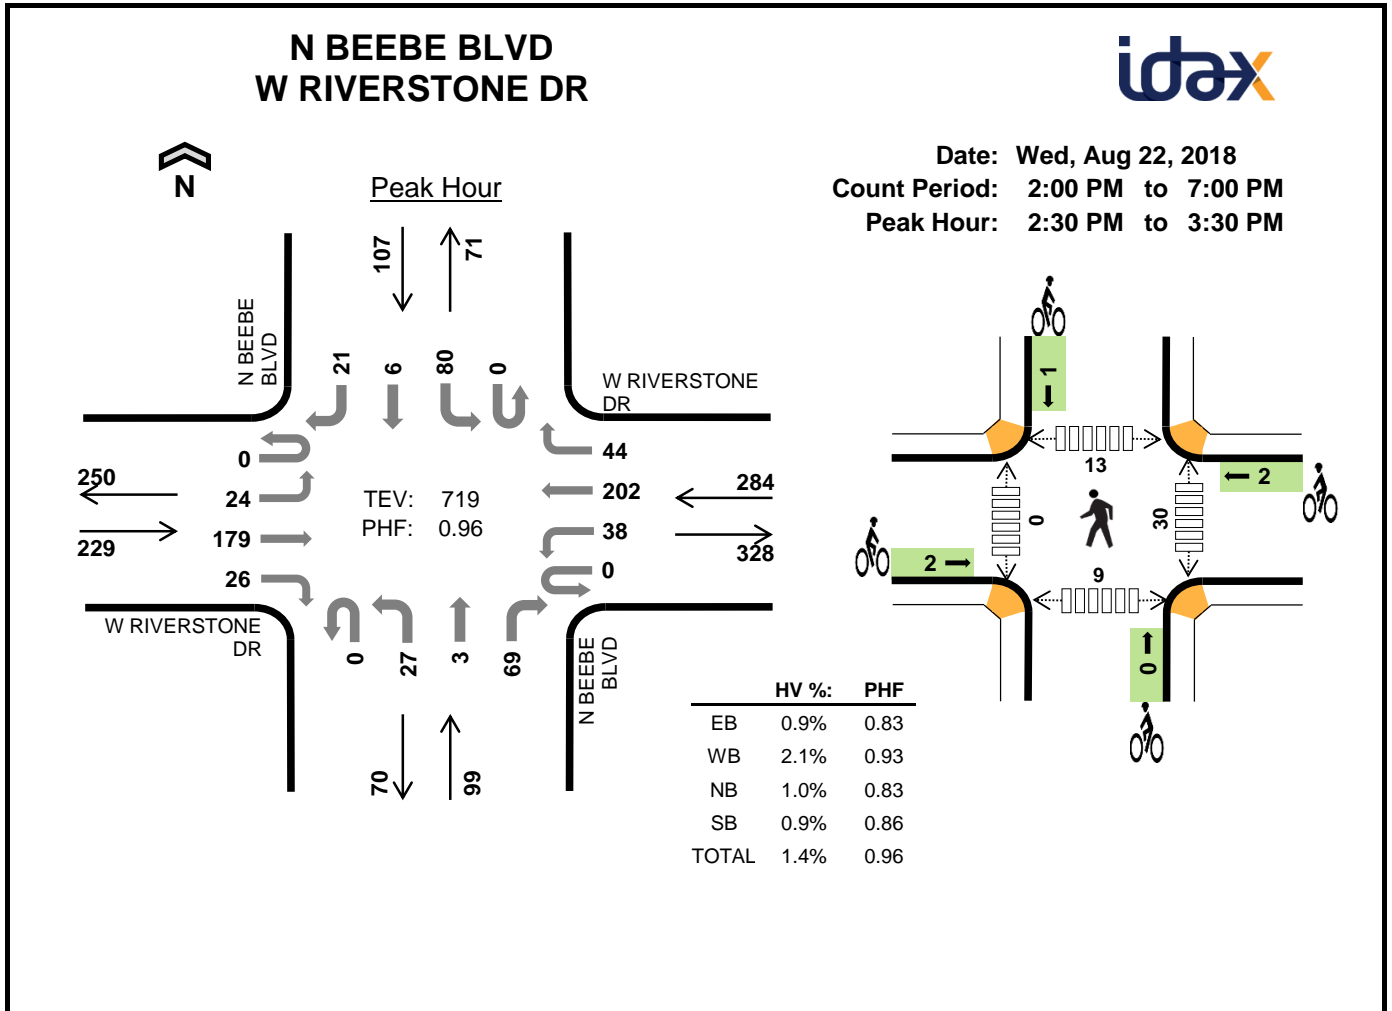 N BEEBE BLVD
W RIVERSTONE DR
idax
Date: Wed, Aug 22, 2018
Count Period: 2:00 PM to 7:00 PM
Peak Hour: 2:30 PM to 3:30 PM
N
Peak Hour
107
71
N BEEBE
BLVD
21
6
80
0
W RIVERSTONE
DR
0
24
179
26
250
229
TEV: 719
PHF: 0.96
44
202
38
0
284
328
W RIVERSTONE
DR
0
27
3
69
N BEEBE
BLVD
70
99
1
13
2
0
30
2
9
0
HV %: PHF
EB 0.9% 0.83
WB 2.1% 0.93
NB 1.0% 0.83
SB 0.9% 0.86
TOTAL 1.4% 0.96